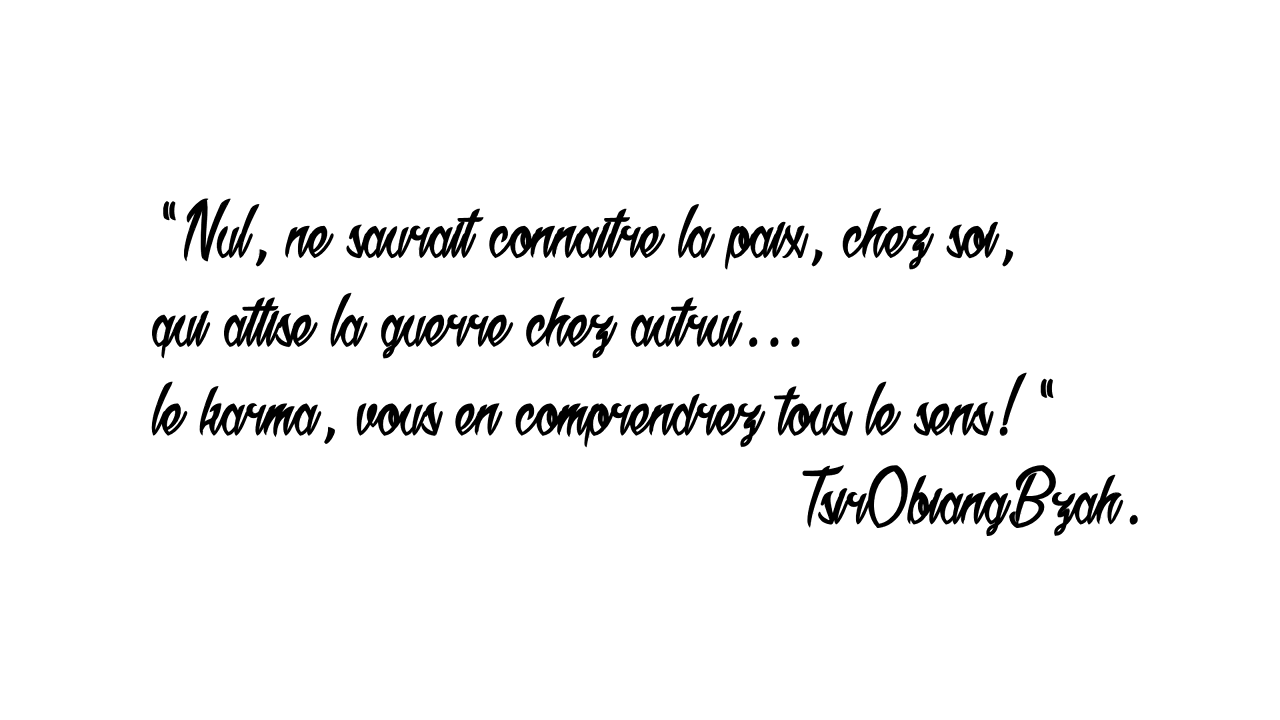 “Nul, ne saurait connaitre la paix, chez soi,
qui attise la guerre chez autrui...
le karma, vous en comprendrez tous le sens! “
TsirObiangBzah.